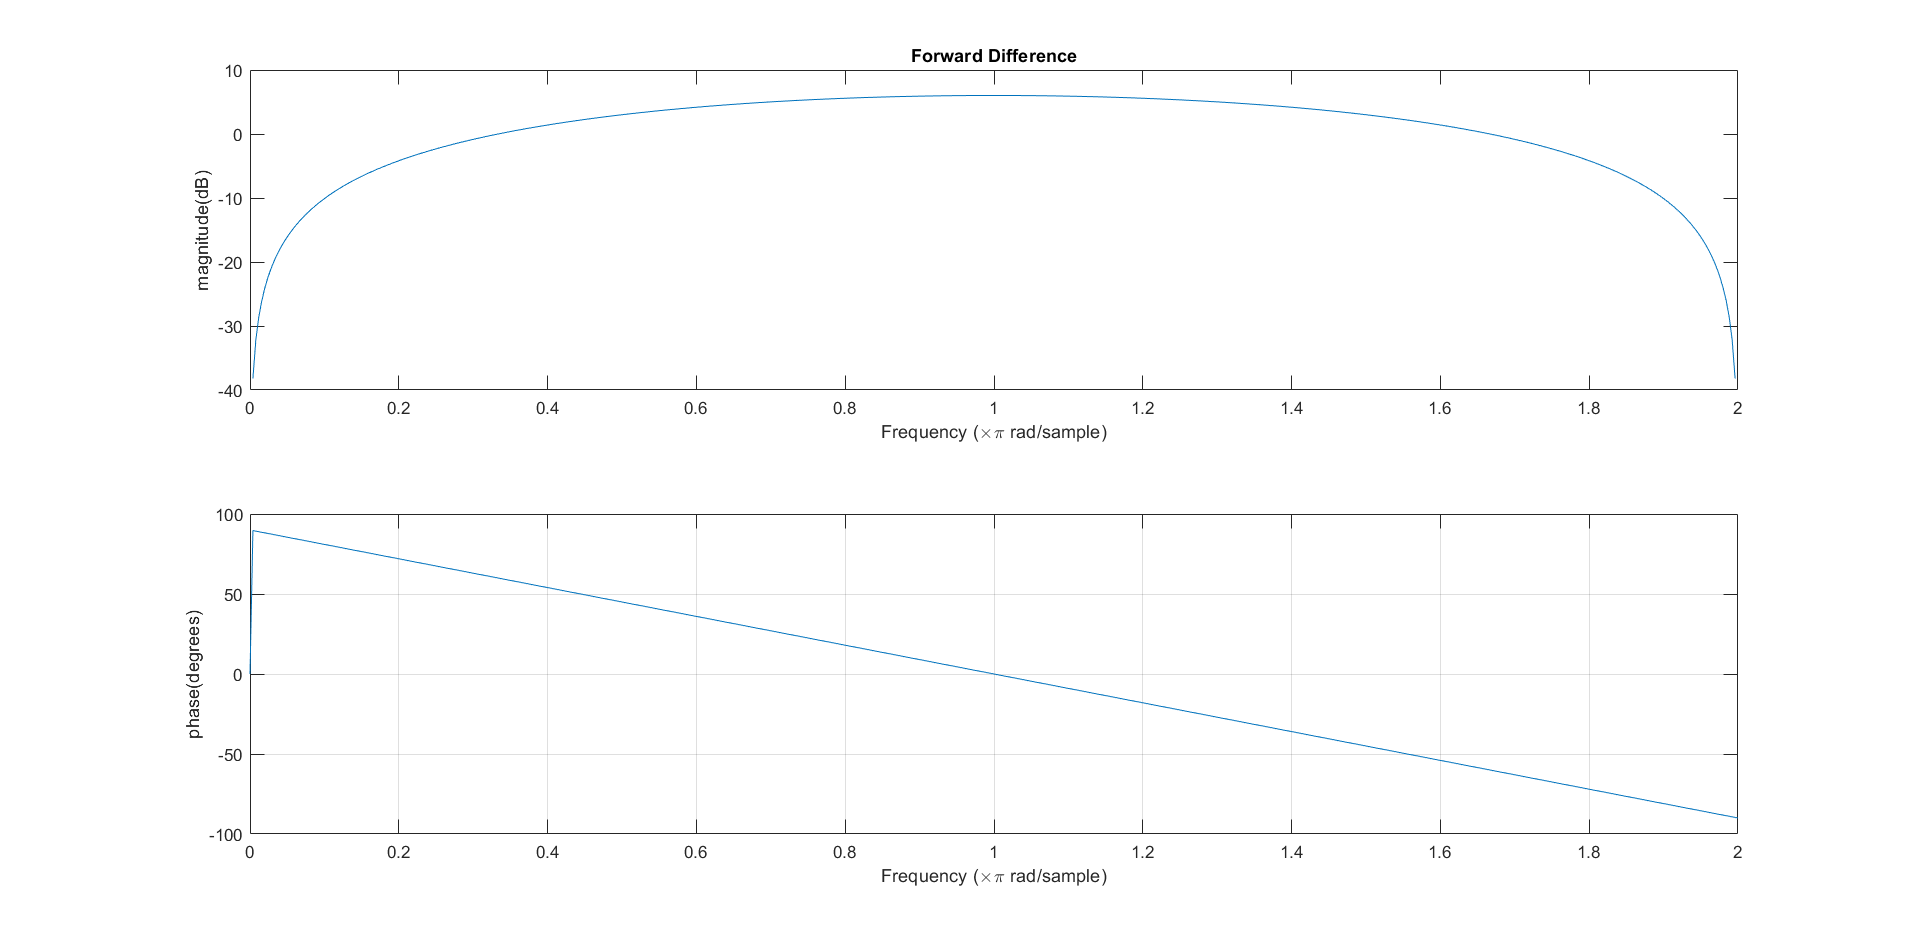 Forward Difference
10
0
-10
-20
-30
-40
magnitude(dB)
0 0.2 0.4 0.6 0.8 1 1.2 1.4 1.6 1.8 2
Frequency (×π rad/sample)
100
50
0
-50
-100
phase(degrees)
0 0.2 0.4 0.6 0.8 1 1.2 1.4 1.6 1.8 2
Frequency (×π rad/sample)